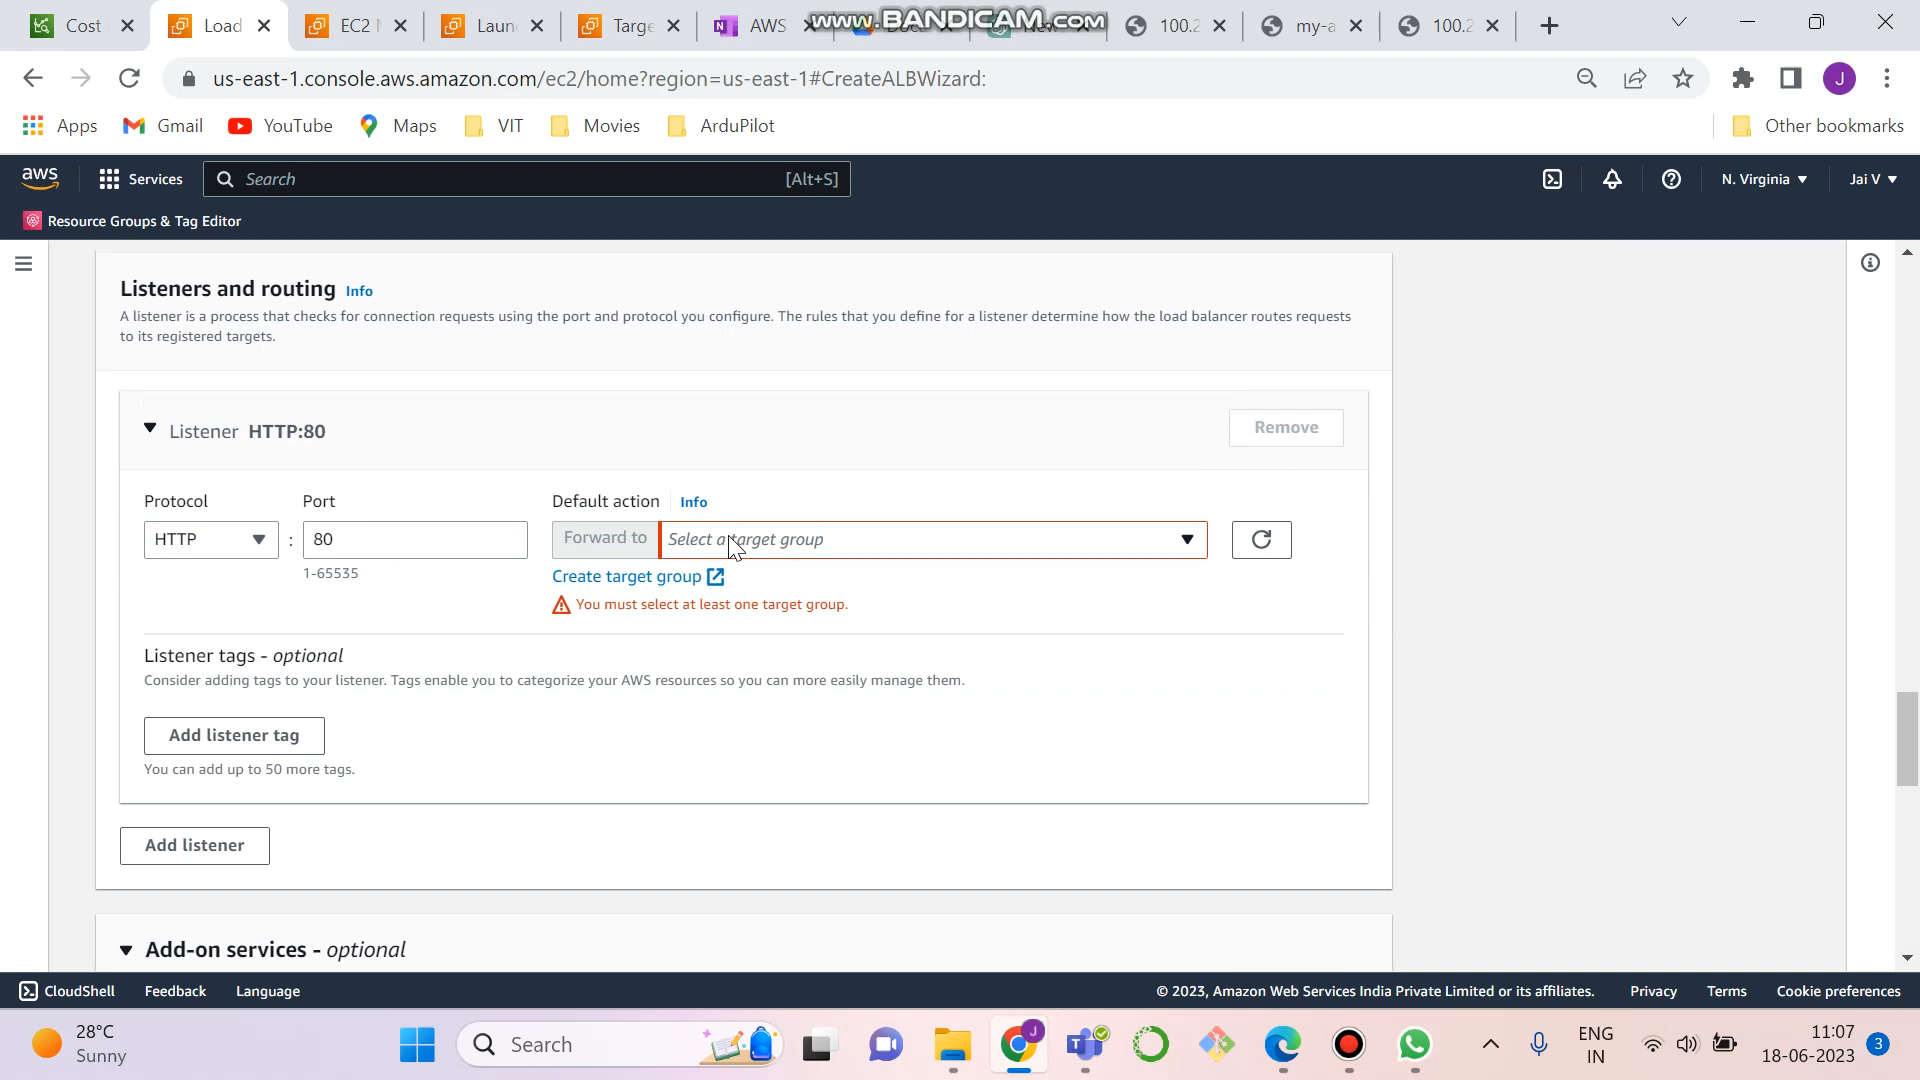 Cost
Load
EC2
Laun
Targe
AWS
www.BANDICAM.com
100.2
my-a
100.2
us-east-1.console.aws.amazon.com/ec2/home?region=us-east-1#CreateALBWizard:
J
Apps
Gmail
YouTube
Maps
VIT
Movies
ArduPilot
Other bookmarks
aws
Services
Search
[Alt+S]
N. Virginia
Jai V
Resource Groups & Tag Editor
Listeners and routing Info
A listener is a process that checks for connection requests using the port and protocol you configure. The rules that you define for a listener determine how the load balancer routes requests
to its registered targets.
Listener HTTP:80
Remove
Protocol
Port
Default action
Info
HTTP
:
80
Forward to
Select a target group
1-65535
Create target group
You must select at least one target group.
Listener tags - optional
Consider adding tags to your listener. Tags enable you to categorize your AWS resources so you can more easily manage them.
Add listener tag
You can add up to 50 more tags.
Add listener
Add-on services - optional
CloudShell
Feedback
Language
© 2023, Amazon Web Services India Private Limited or its affiliates.
Privacy
Terms
Cookie preferences
28°C
Sunny
Search
J
ENG
IN
11:07
18-06-2023
3